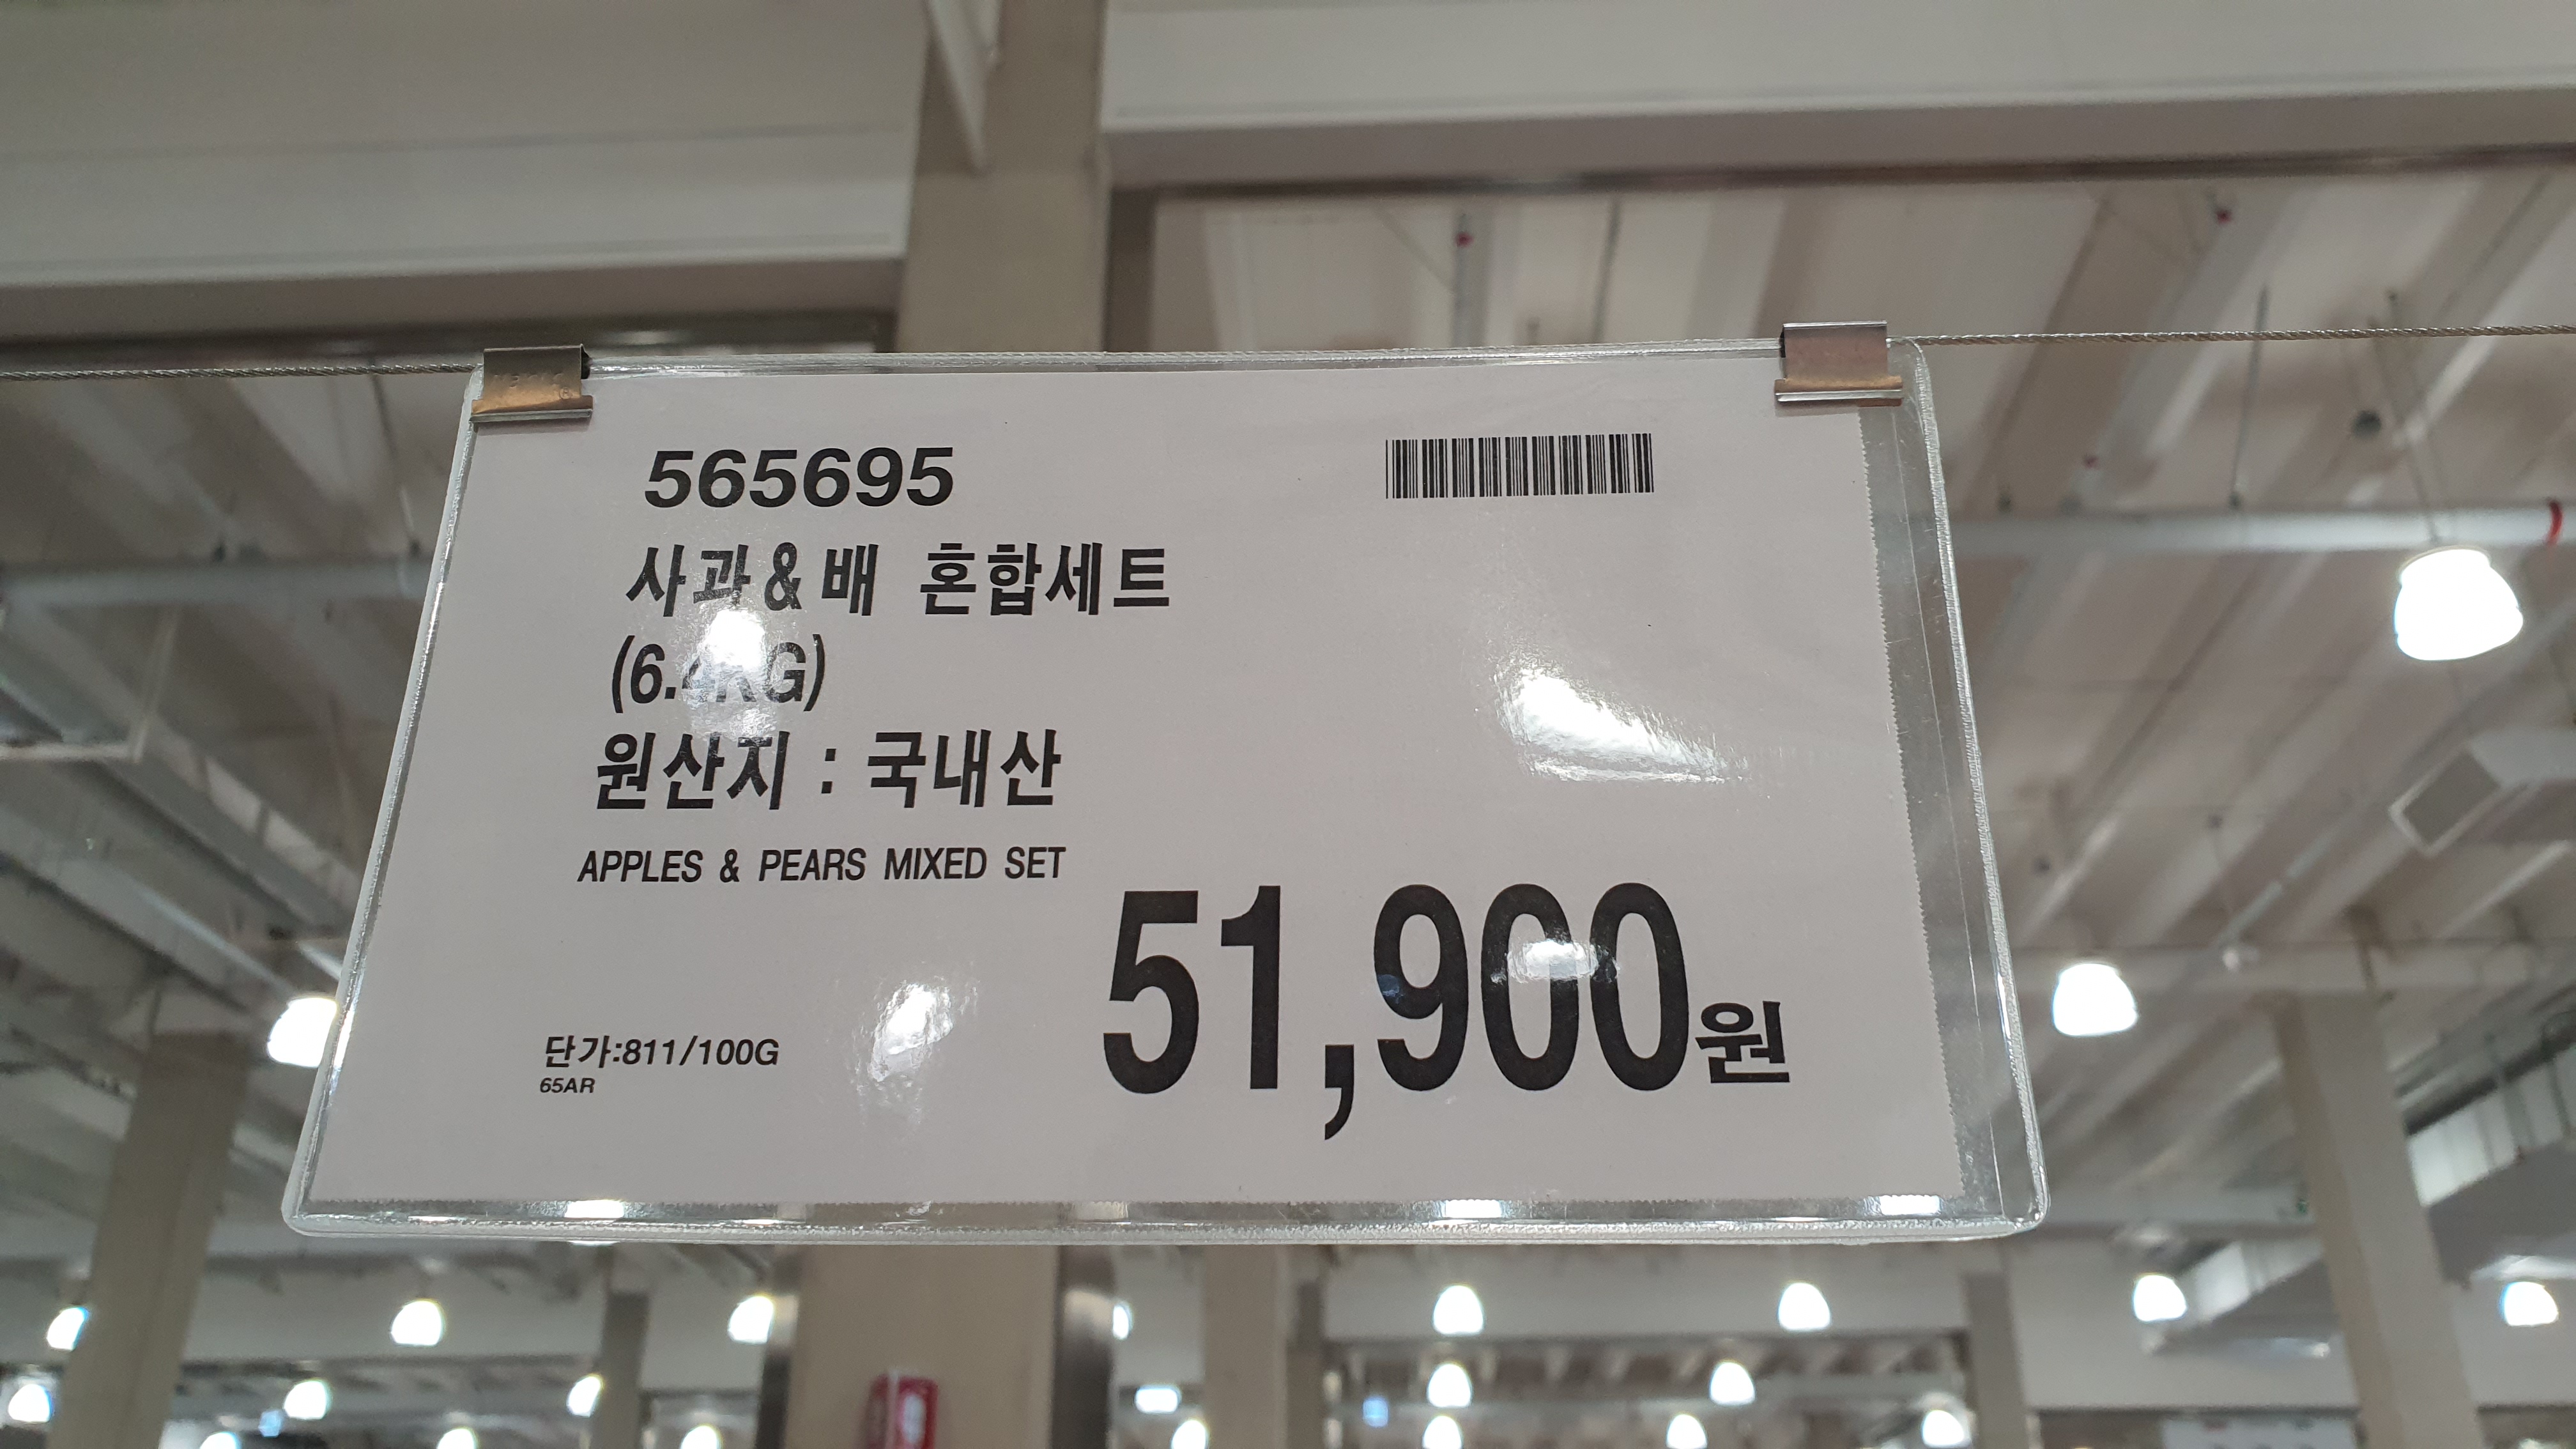 565695
사과&배 혼합세트
(6.4KG)
원산지 : 국내산
APPLES & PEARS MIXED SET
51,900원
단가:811/100G
65AR